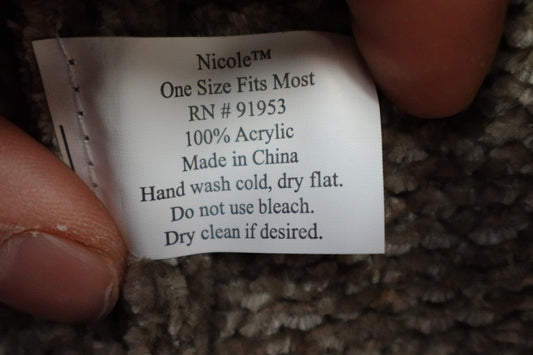 Nicole™
One Size Fits Most
RN # 91953
100% Acrylic
Made in China
Hand wash cold, dry flat.
Do not use bleach.
Dry clean if desired.